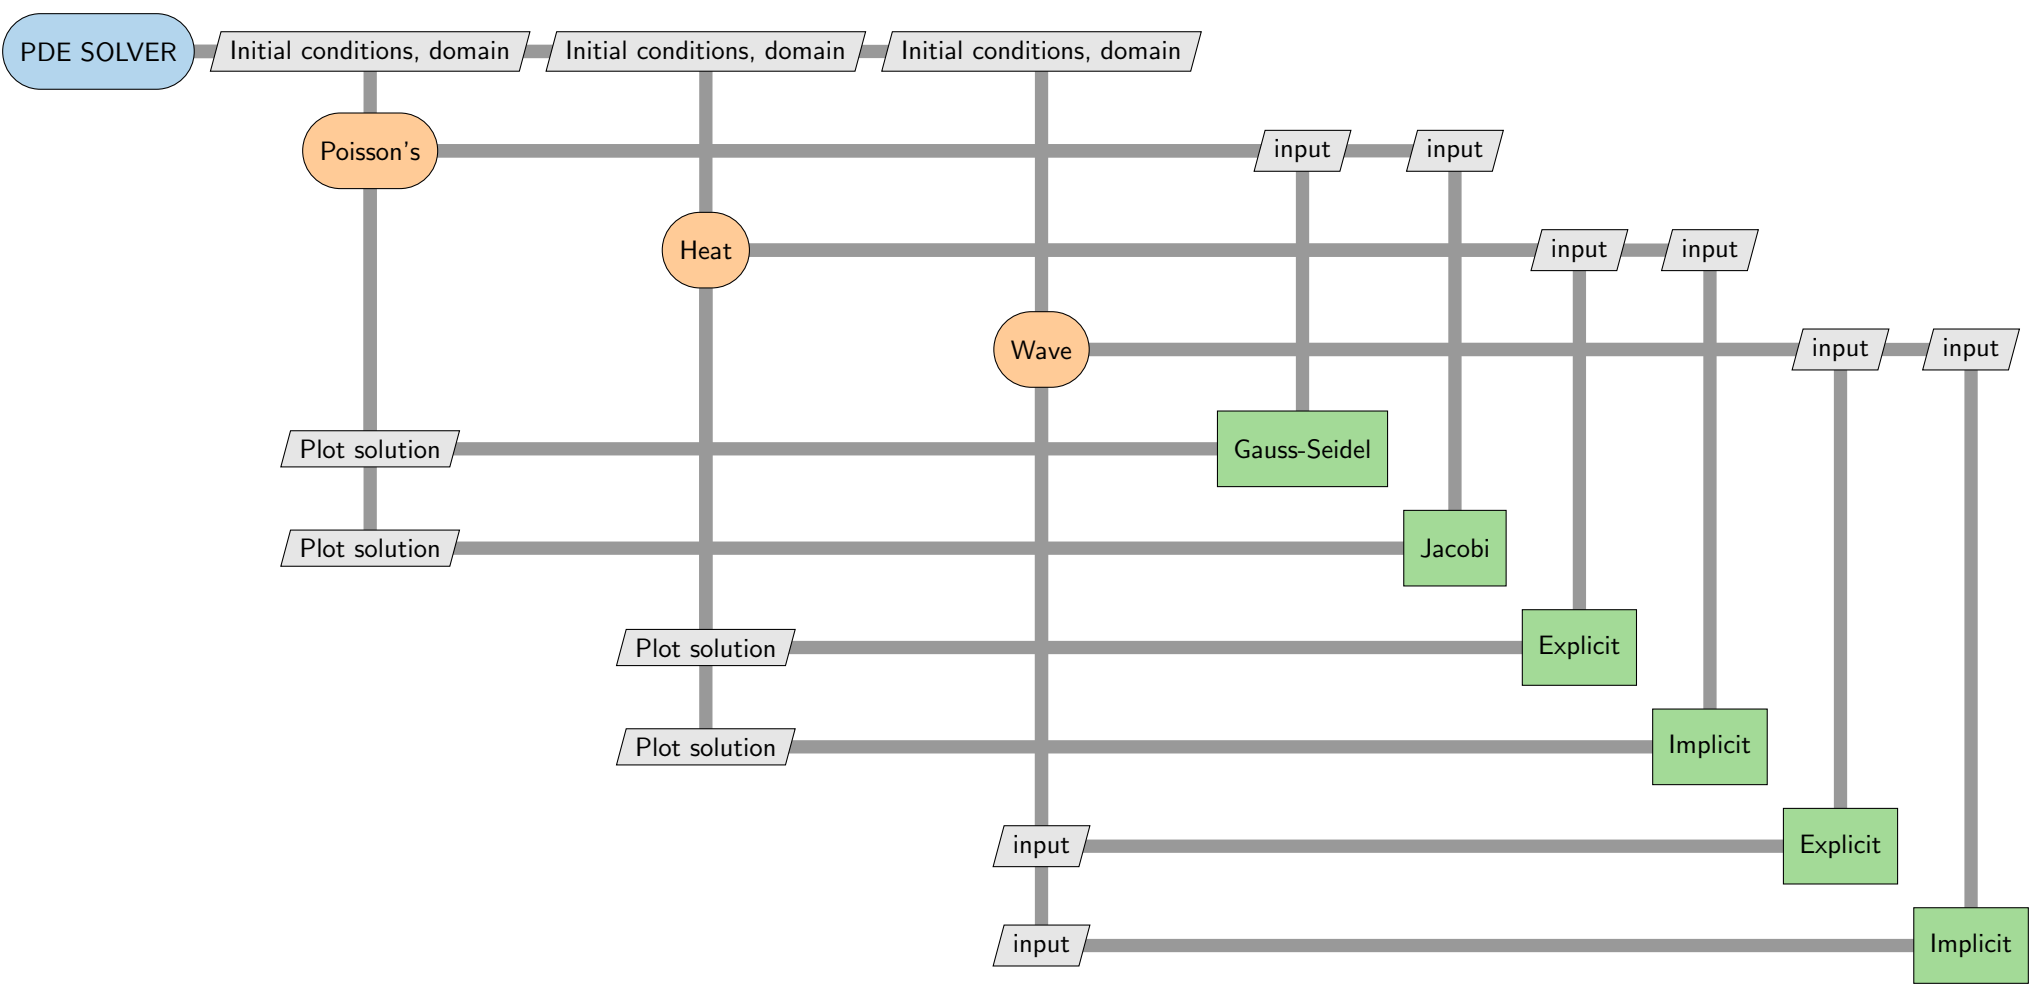 PDE SOLVER
Initial conditions, domain
Initial conditions, domain
Initial conditions, domain
Poisson's
input
input
Heat
input
input
Wave
input
input
Plot solution
Gauss-Seidel
Plot solution
Jacobi
Plot solution
Explicit
Plot solution
Implicit
input
Explicit
input
Implicit